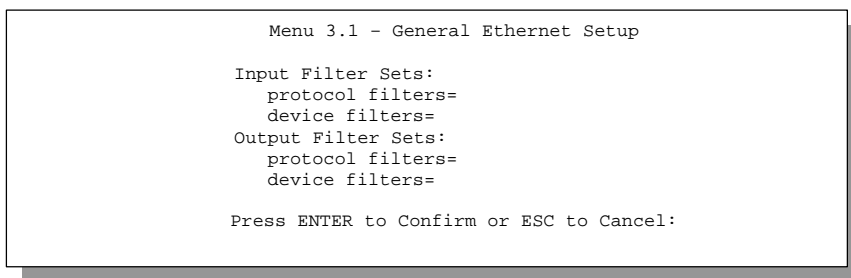 Menu 3.1 – General Ethernet Setup
Input Filter Sets:
protocol filters=
device filters=
Output Filter Sets:
protocol filters=
device filters=
Press ENTER to Confirm or ESC to Cancel: